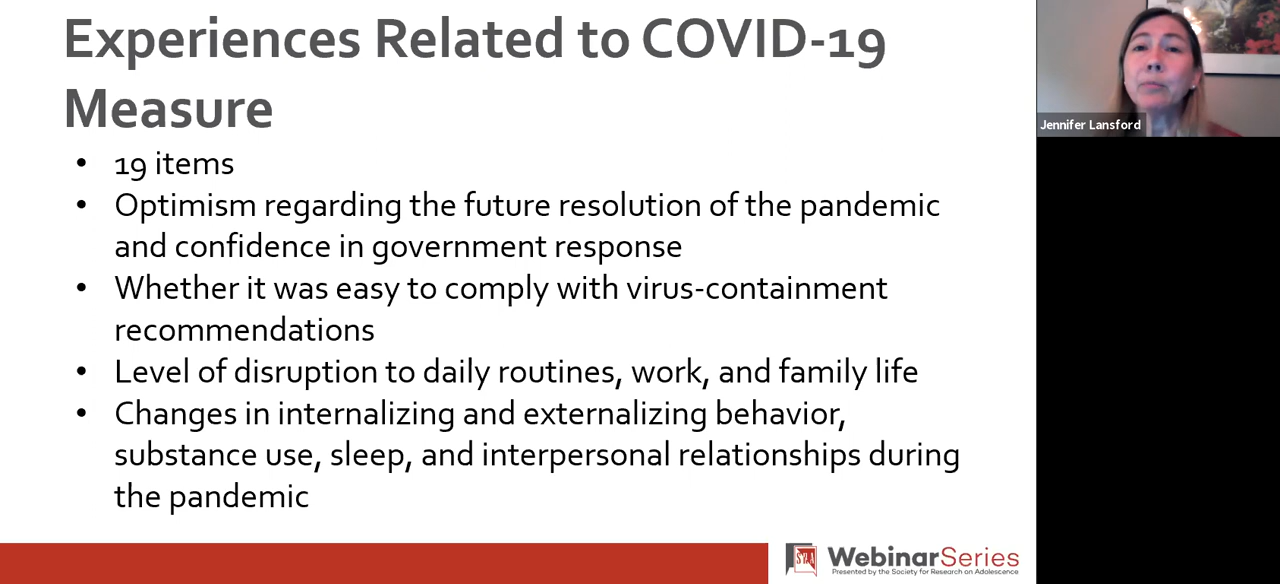 Experiences Related to COVID-19
Measure
• 19 items
• Optimism regarding the future resolution of the pandemic
and confidence in government response
• Whether it was easy to comply with virus-containment
recommendations
• Level of disruption to daily routines, work, and family life
• Changes in internalizing and externalizing behavior,
substance use, sleep, and interpersonal relationships during
the pandemic
Jennifer Lansford
WebinarSeries
Presented by the Society for Research on Adolescence